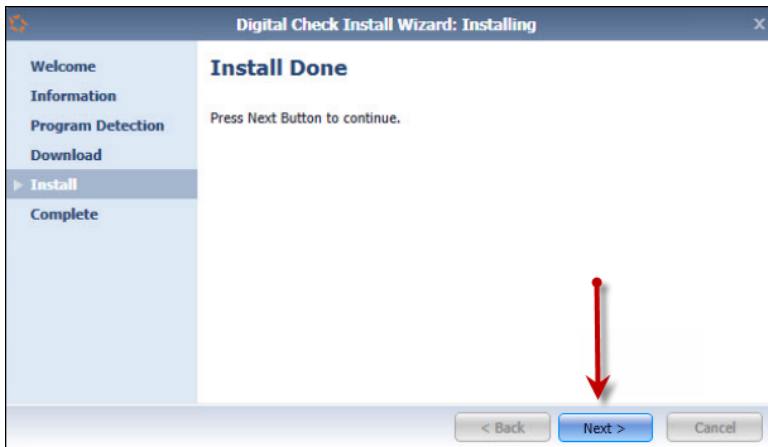 Digital Check Install Wizard: Installing
x
Welcome
Information
Program Detection
Download
Install
Complete
Install Done
Press Next Button to continue.
< Back
Next >
Cancel